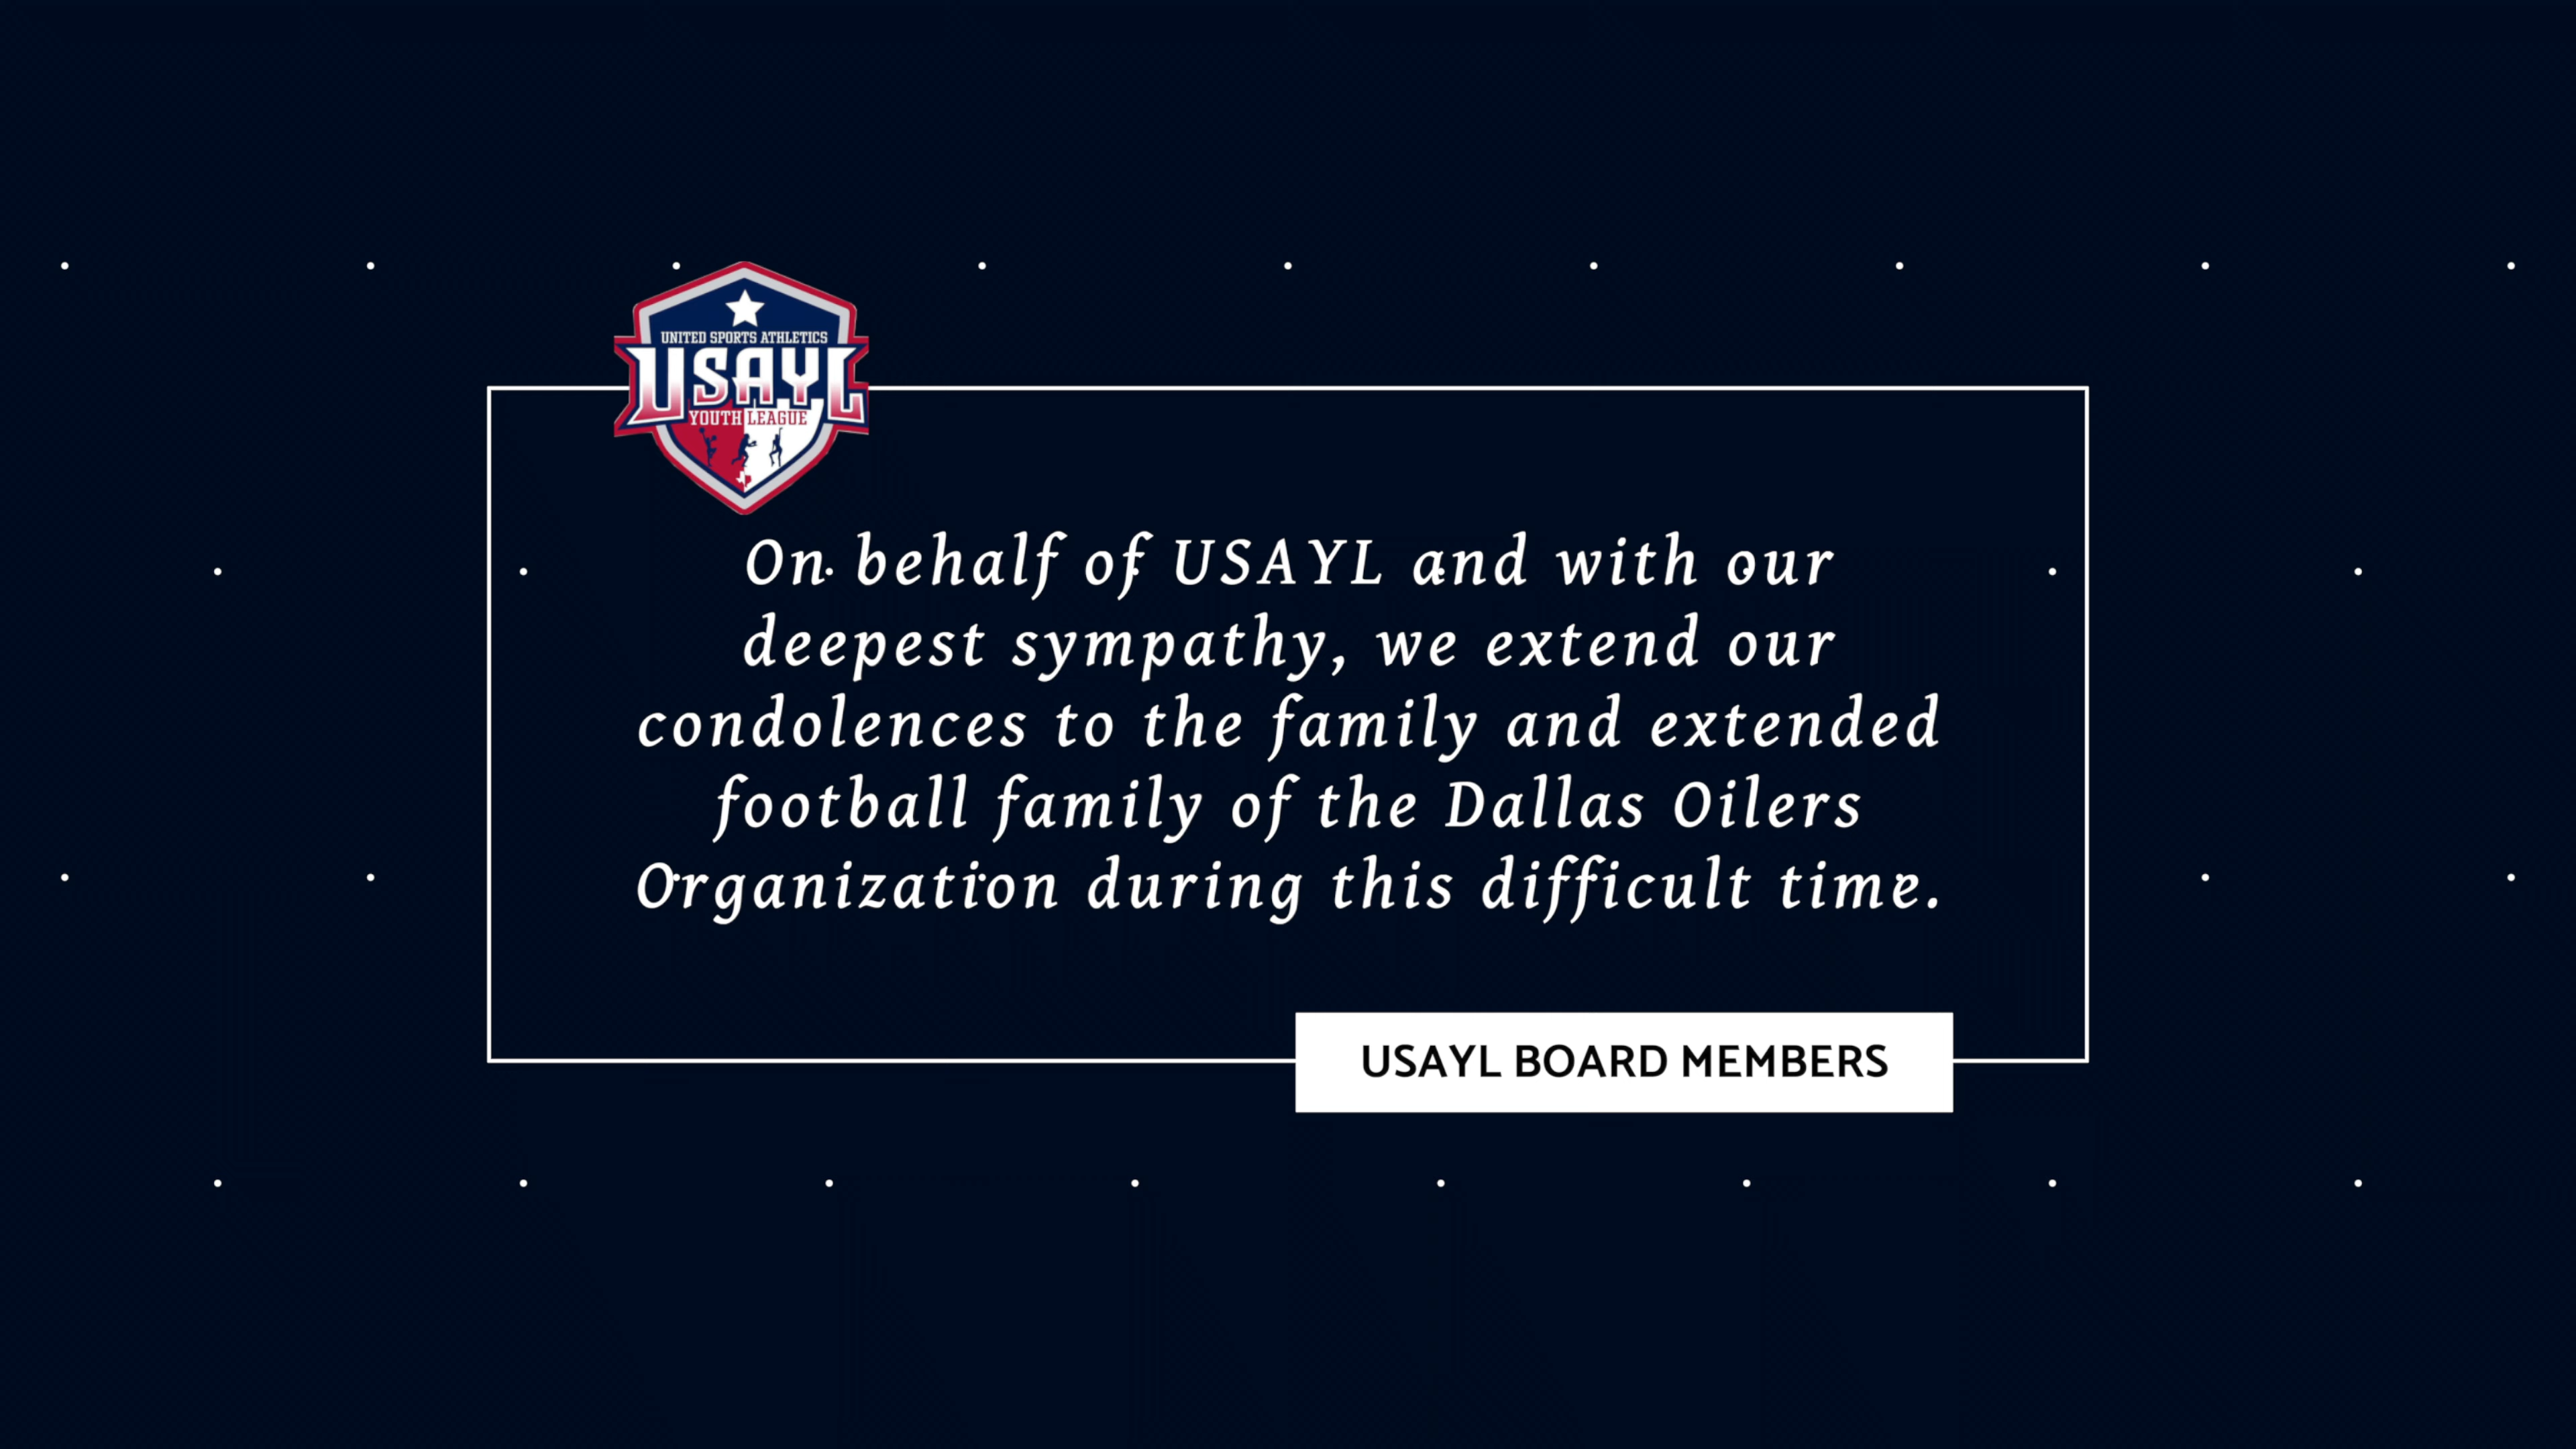 UNITED SPORTS ATHLETICS
USAYL
YOUTH LEAGUE
On behalf of USAYL and with our
deepest sympathy, we extend our
condolences to the family and extended
football family of the Dallas Oilers
Organization during this difficult time.
USAYL BOARD MEMBERS